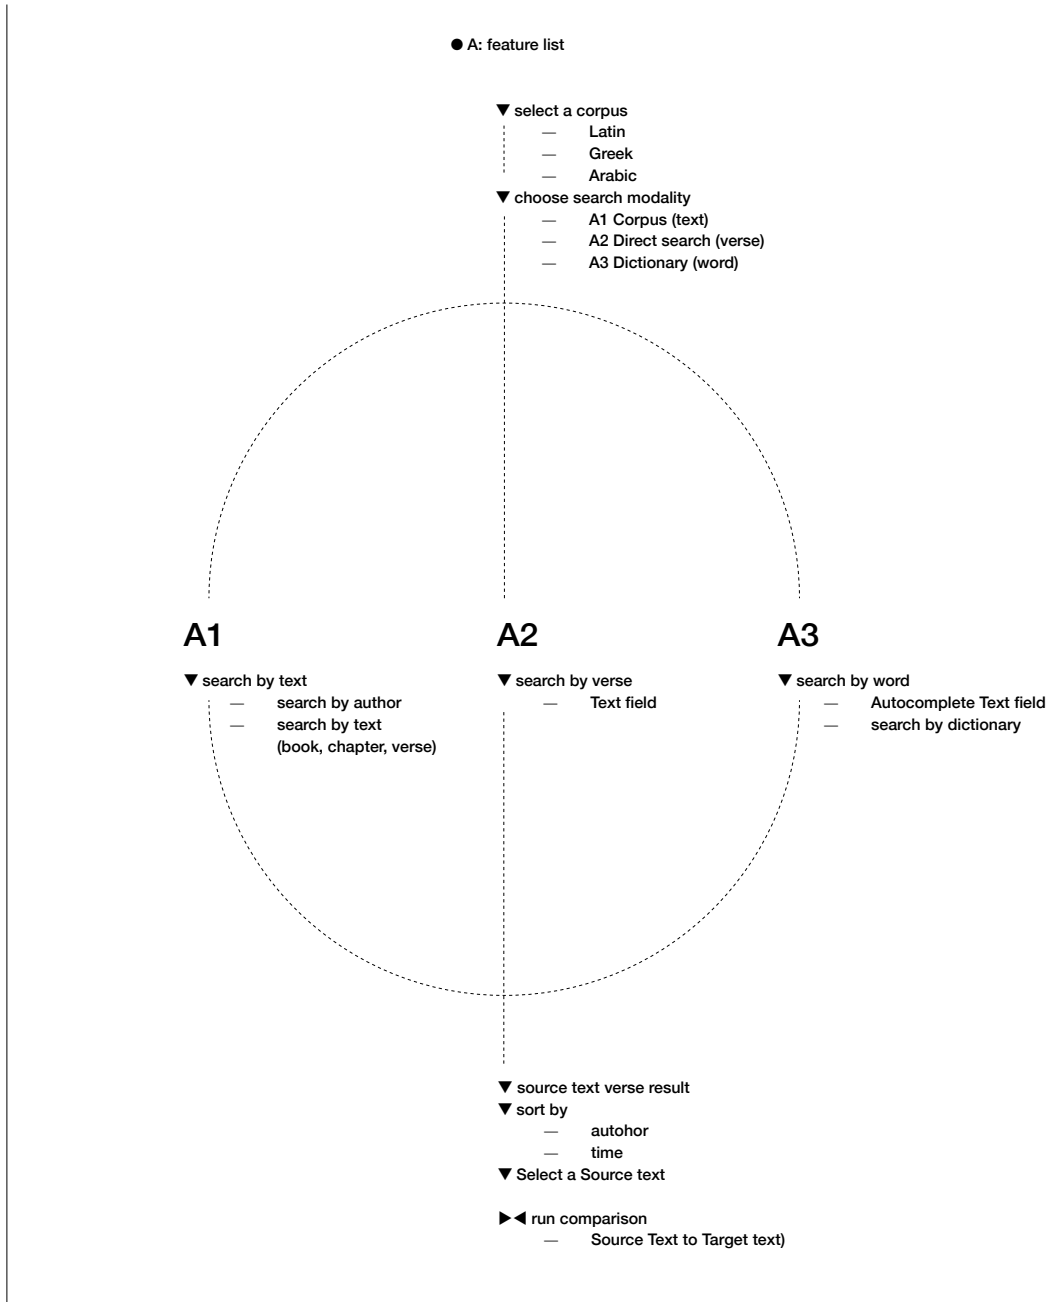 ● A: feature list
▼ select a corpus
— Latin
— Greek
— Arabic
▼ choose search modality
— A1 Corpus (text)
— A2 Direct search (verse)
— A3 Dictionary (word)
A1
▼ search by text
— search by author
— search by text
(book, chapter, verse)
A2
▼ search by verse
— Text field
A3
▼ search by word
— Autocomplete Text field
— search by dictionary
▼ source text verse result
▼ sort by
— autohor
— time
▼ Select a Source text
▶◀ run comparison
— Source Text to Target text)